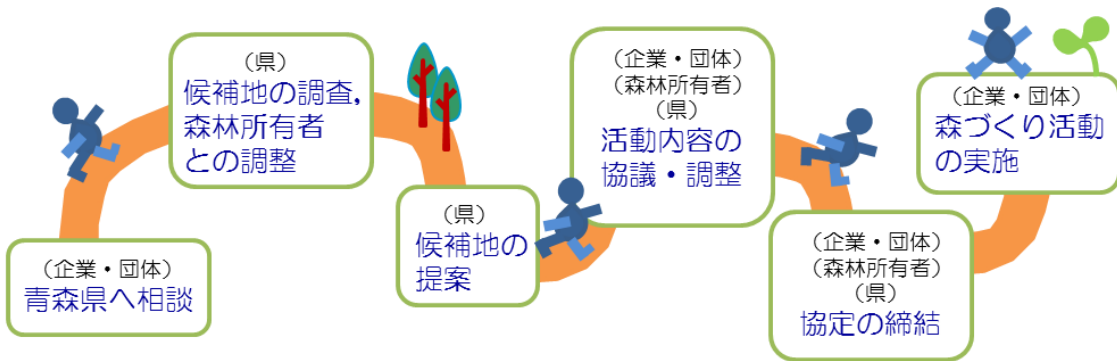 (企業・団体)
青森県へ相談
(県)
候補地の調査,
森林所有者
との調整
(県)
候補地の
提案
(企業・団体)
(森林所有者)
(県)
活動内容の
協議・調整
(企業・団体)
(森林所有者)
(県)
協定の締結
(企業・団体)
森づくり活動
の実施